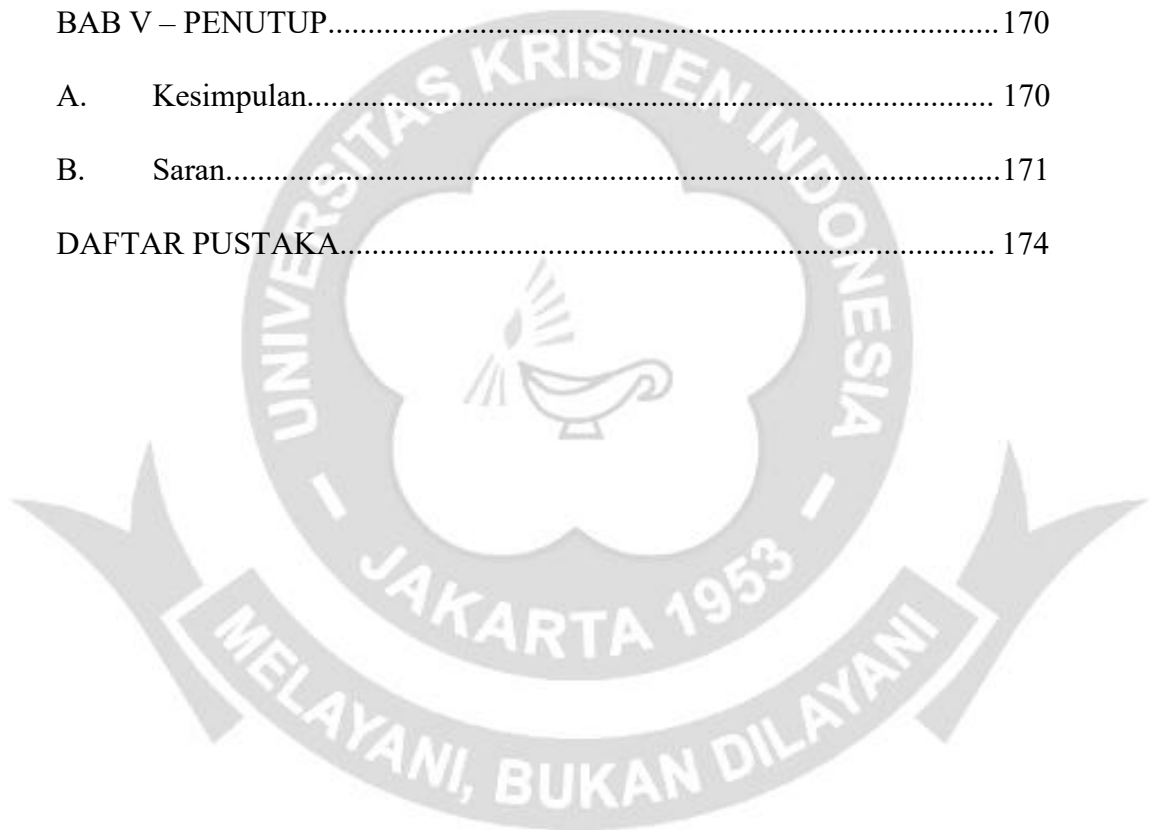 BAB V – PENUTUP..................................................................................... 170
A. Kesimpulan....................................................................................... 170
B. Saran..................................................................................................171
DAFTAR PUSTAKA................................................................................... 174
UNIVERSITAS KRISTEN INDONESIA
– JAKARTA 1953 –
MELAYANI, BUKAN DILAYANI